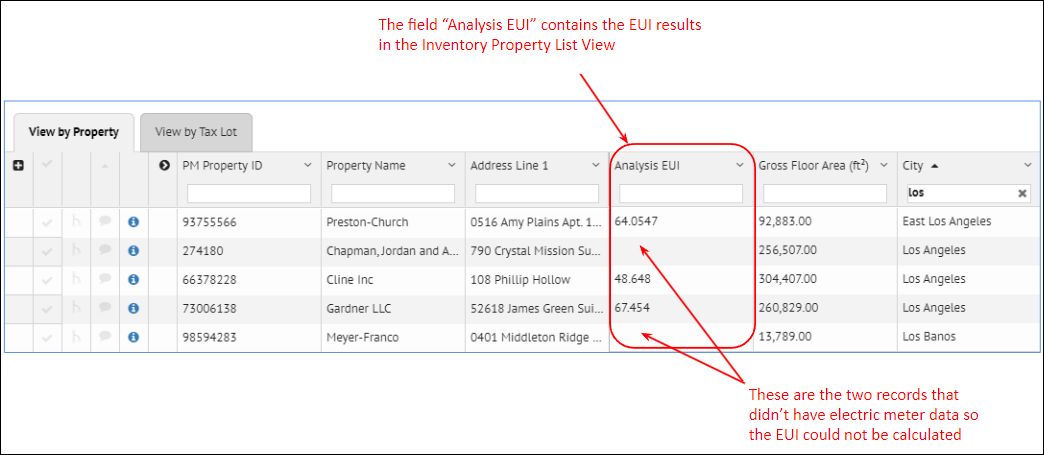 The field “Analysis EUI” contains the EUI results
in the Inventory Property List View
View by Property View by Tax Lot
PM Property ID Property Name Address Line 1 Analysis EUI Gross Floor Area (ft²) City
los
93755566 Preston-Church 0516 Amy Plains Apt. 1... 64.0547 92,883.00 East Los Angeles
274180 Chapman, Jordan and A... 790 Crystal Mission Su... 256,507.00 Los Angeles
66378228 Cline Inc 108 Phillip Hollow 48.648 304,407.00 Los Angeles
73006138 Gardner LLC 52618 James Green Sui... 67.454 260,829.00 Los Angeles
98594283 Meyer-Franco 0401 Middleton Ridge ... 13,789.00 Los Banos
These are the two records that
didn’t have electric meter data so
the EUI could not be calculated